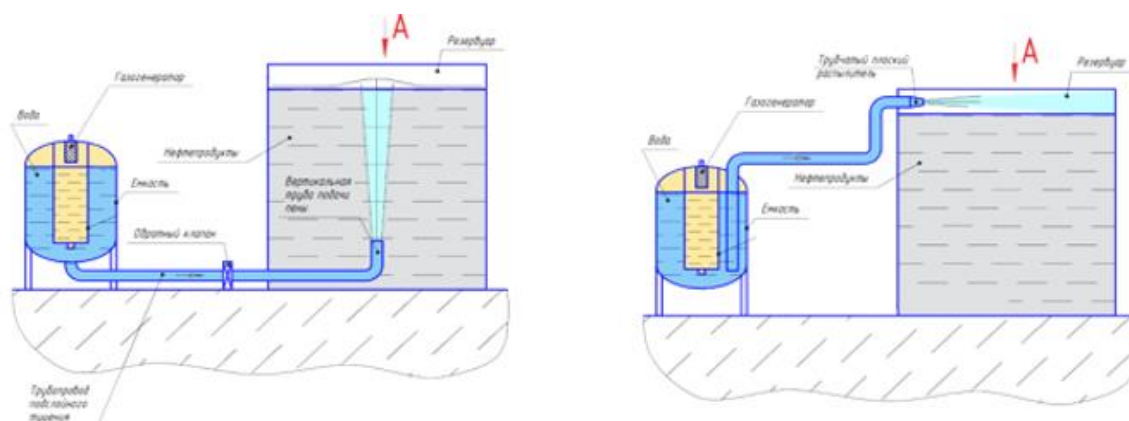 А
Резервуар
Газогенератор
Вода
Нефтепродукты
Емкость
Вертикальная
труба подачи
пены
Обратный клапан
Трубопровод
подслойного
тушения
А
Трубчатый плоский
распылитель
Резервуар
Газогенератор
Вода
Нефтепродукты
Емкость